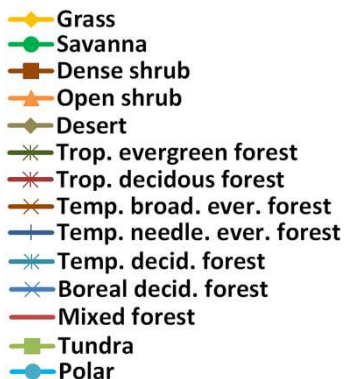 Grass
Savanna
Dense shrub
Open shrub
Desert
Trop. evergreen forest
Trop. decidous forest
Temp. broad. ever. forest
Temp. needle. ever. forest
Temp. decid. forest
Boreal decid. forest
Mixed forest
Tundra
Polar